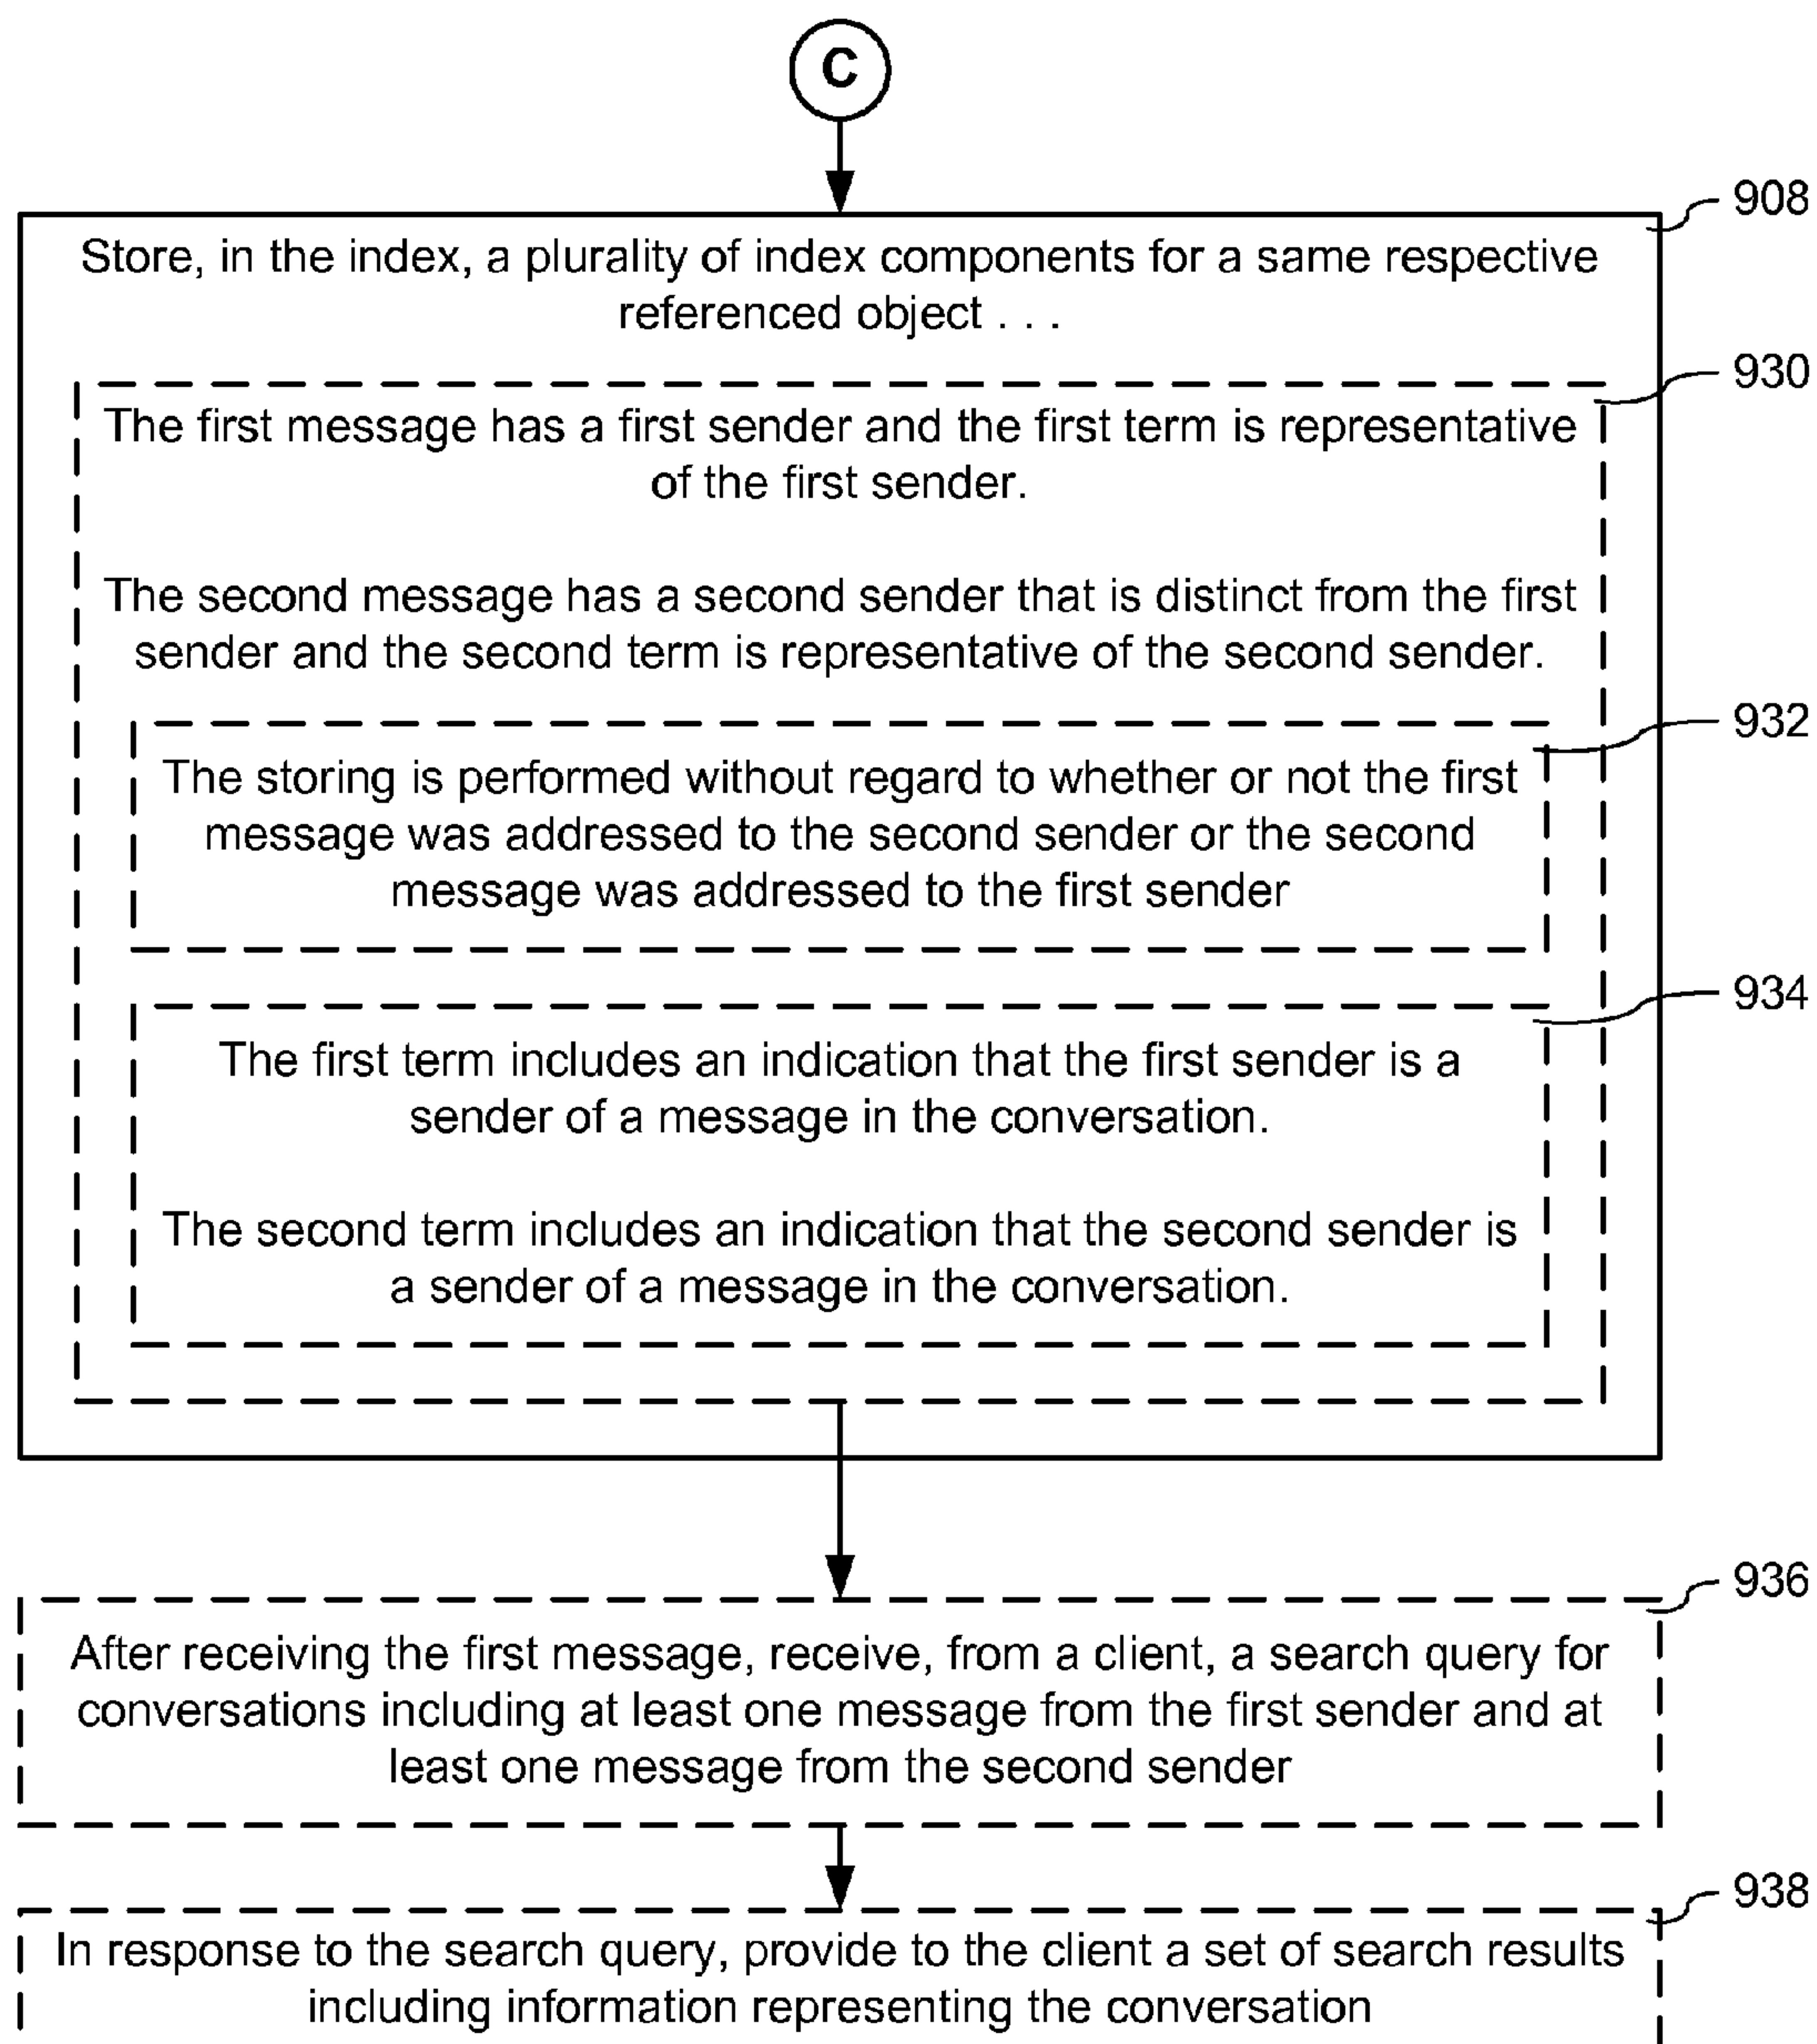 C
908
Store, in the index, a plurality of index components for a same respective
referenced object . . .
930
The first message has a first sender and the first term is representative
of the first sender.
The second message has a second sender that is distinct from the first
sender and the second term is representative of the second sender.
932
The storing is performed without regard to whether or not the first
message was addressed to the second sender or the second
message was addressed to the first sender
934
The first term includes an indication that the first sender is a
sender of a message in the conversation.
The second term includes an indication that the second sender is
a sender of a message in the conversation.
936
After receiving the first message, receive, from a client, a search query for
conversations including at least one message from the first sender and at
least one message from the second sender
938
In response to the search query, provide to the client a set of search results
including information representing the conversation